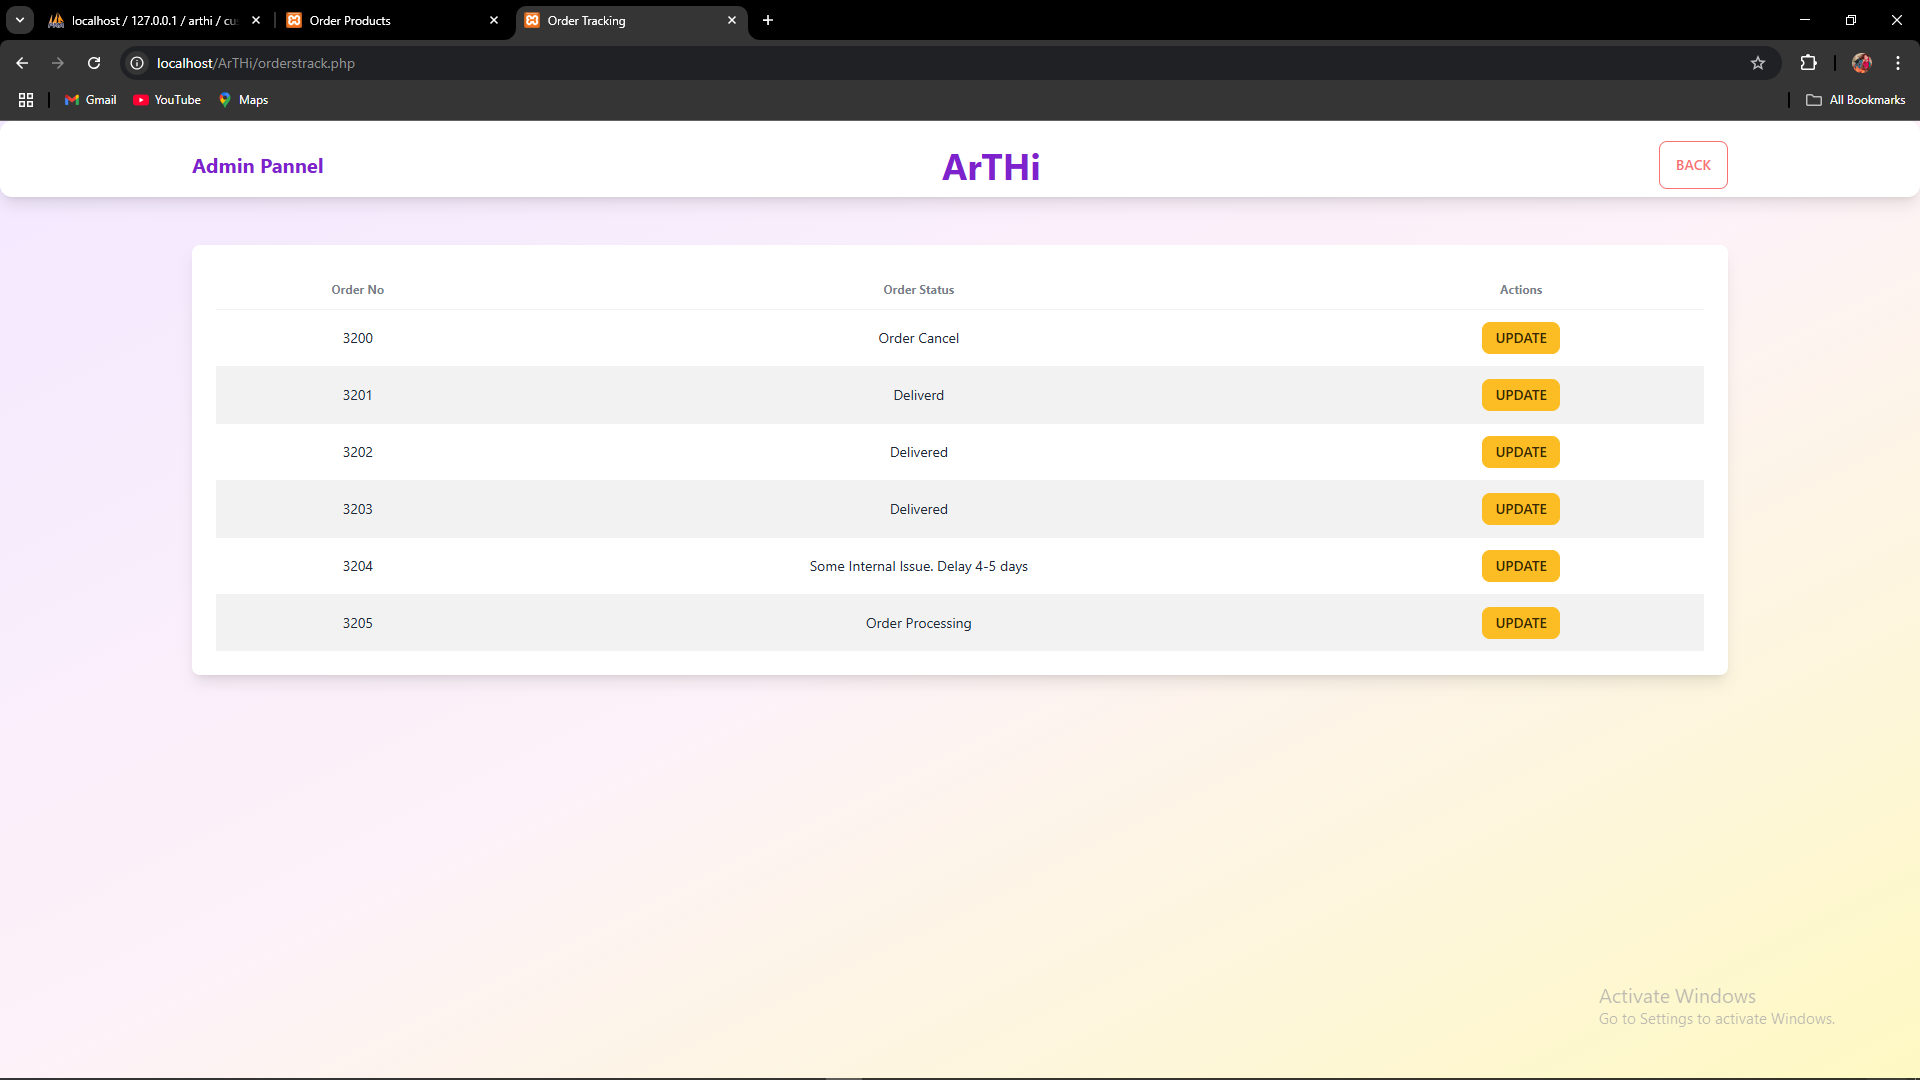 localhost / 127.0.0.1 / arthi / cu
Order Products
Order Tracking
localhost/ArTHi/orderstrack.php
Gmail
YouTube
Maps
All Bookmarks
Admin Pannel
ArTHi
BACK
Order No Order Status Actions
3200 Order Cancel UPDATE
3201 Deliverd UPDATE
3202 Delivered UPDATE
3203 Delivered UPDATE
3204 Some Internal Issue. Delay 4-5 days UPDATE
3205 Order Processing UPDATE
Activate Windows
Go to Settings to activate Windows.